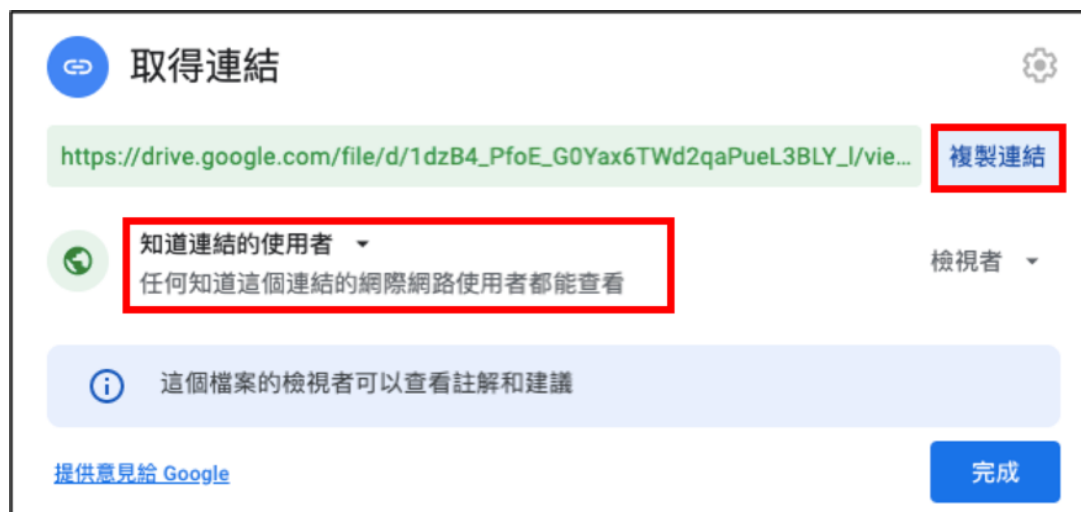 取得連結
https://drive.google.com/file/d/1dzB4_PfoE_G0Yax6TWd2qaPueL3BLY_l/vie...
複製連結
知道連結的使用者
任何知道這個連結的網際網路使用者都能查看
檢視者
這個檔案的檢視者可以查看註解和建議
提供意見給 Google
完成